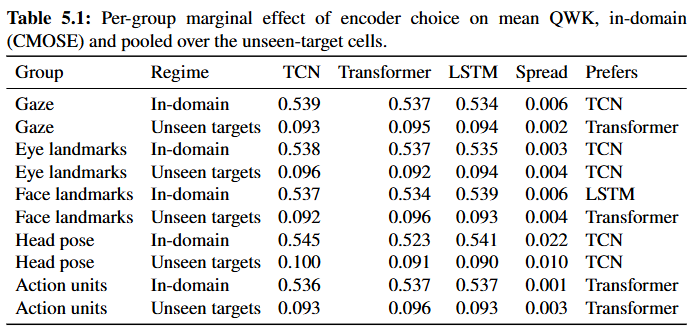 Table 5.1: Per-group marginal effect of encoder choice on mean QWK, in-domain
(CMOSE) and pooled over the unseen-target cells.
Group Regime TCN Transformer LSTM Spread Prefers
Gaze In-domain 0.539 0.537 0.534 0.006 TCN
Gaze Unseen targets 0.093 0.095 0.094 0.002 Transformer
Eye landmarks In-domain 0.538 0.537 0.535 0.003 TCN
Eye landmarks Unseen targets 0.096 0.092 0.094 0.004 TCN
Face landmarks In-domain 0.537 0.534 0.539 0.006 LSTM
Face landmarks Unseen targets 0.092 0.096 0.093 0.004 Transformer
Head pose In-domain 0.545 0.523 0.541 0.022 TCN
Head pose Unseen targets 0.100 0.091 0.090 0.010 TCN
Action units In-domain 0.536 0.537 0.537 0.001 Transformer
Action units Unseen targets 0.093 0.096 0.093 0.003 Transformer